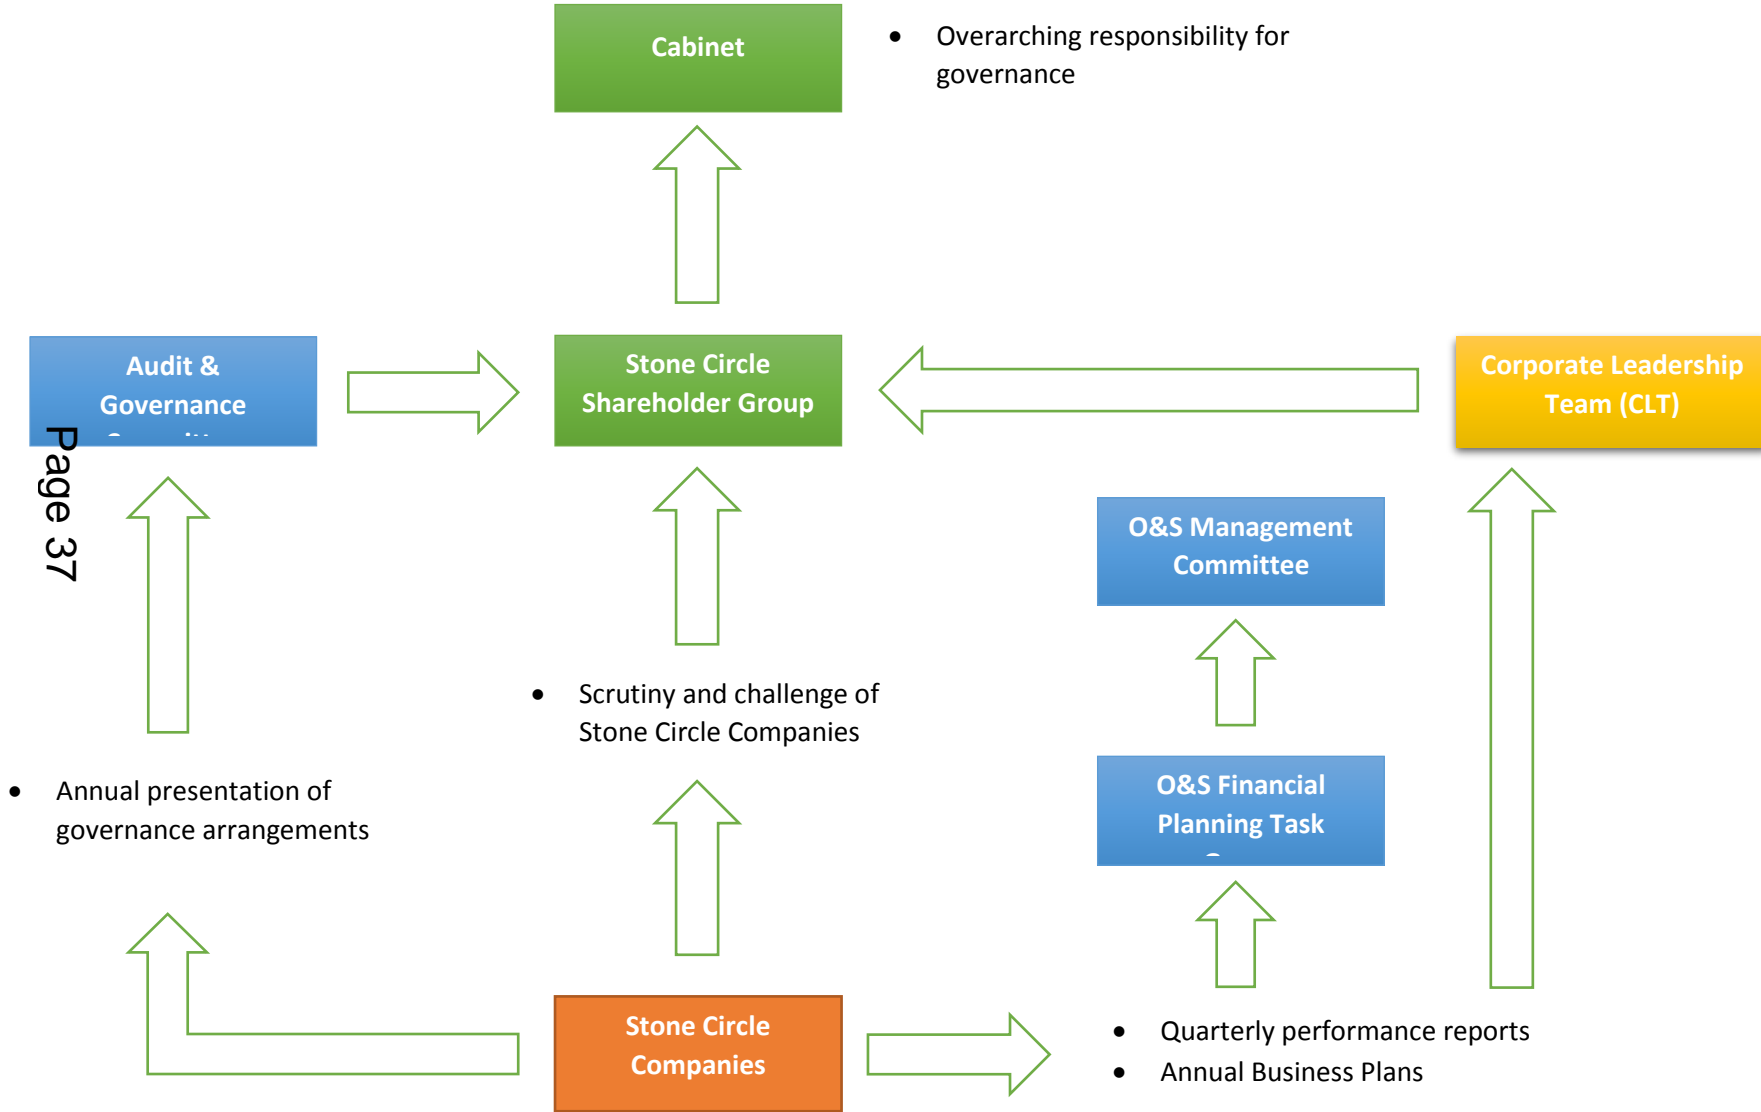 Cabinet
• Overarching responsibility for
governance
Audit &
Governance
Stone Circle
Shareholder Group
Corporate Leadership
Team (CLT)
Page 37
O&S Management
Committee
• Scrutiny and challenge of
Stone Circle Companies
• Annual presentation of
governance arrangements
O&S Financial
Planning Task
Stone Circle
Companies
• Quarterly performance reports
• Annual Business Plans